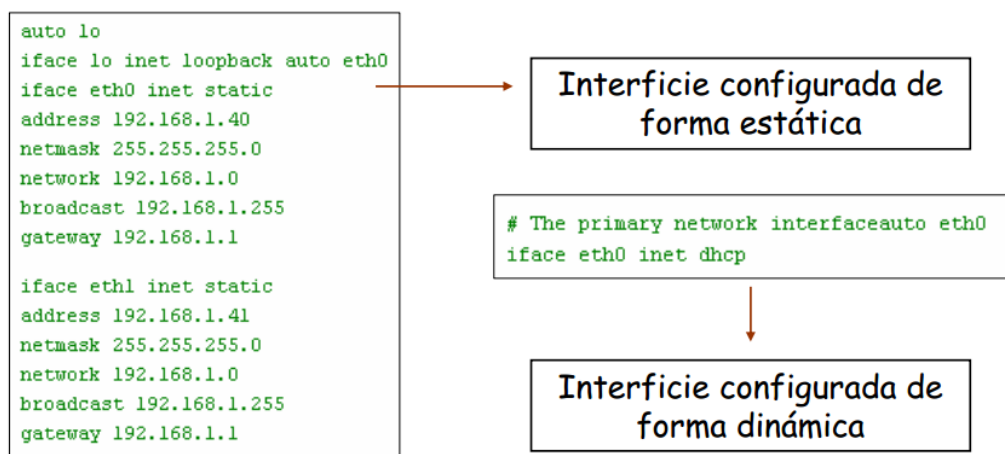 auto lo
iface lo inet loopback auto eth0
iface eth0 inet static
address 192.168.1.40
netmask 255.255.255.0
network 192.168.1.0
broadcast 192.168.1.255
gateway 192.168.1.1
iface eth1 inet static
address 192.168.1.41
netmask 255.255.255.0
network 192.168.1.0
broadcast 192.168.1.255
gateway 192.168.1.1
Interficie configurada de
forma estática
# The primary network interfaceauto eth0
iface eth0 inet dhcp
Interficie configurada de
forma dinámica